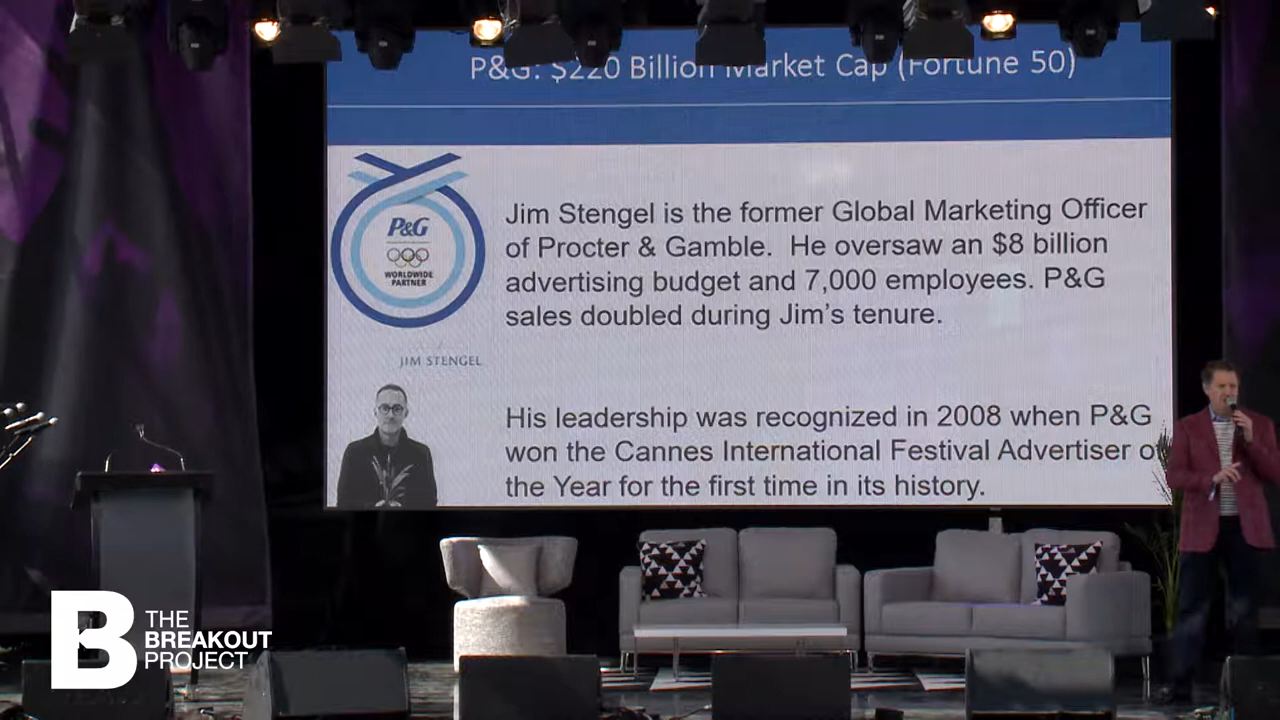 P&G: $220 Billion Market Cap (Fortune 50)
P&G
WORLDWIDE
PARTNER
JIM STENGEL
Jim Stengel is the former Global Marketing Officer
of Procter & Gamble. He oversaw an $8 billion
advertising budget and 7,000 employees. P&G
sales doubled during Jim's tenure.
His leadership was recognized in 2008 when P&G
won the Cannes International Festival Advertiser of
the Year for the first time in its history.
B
THE
BREAKOUT
PROJECT